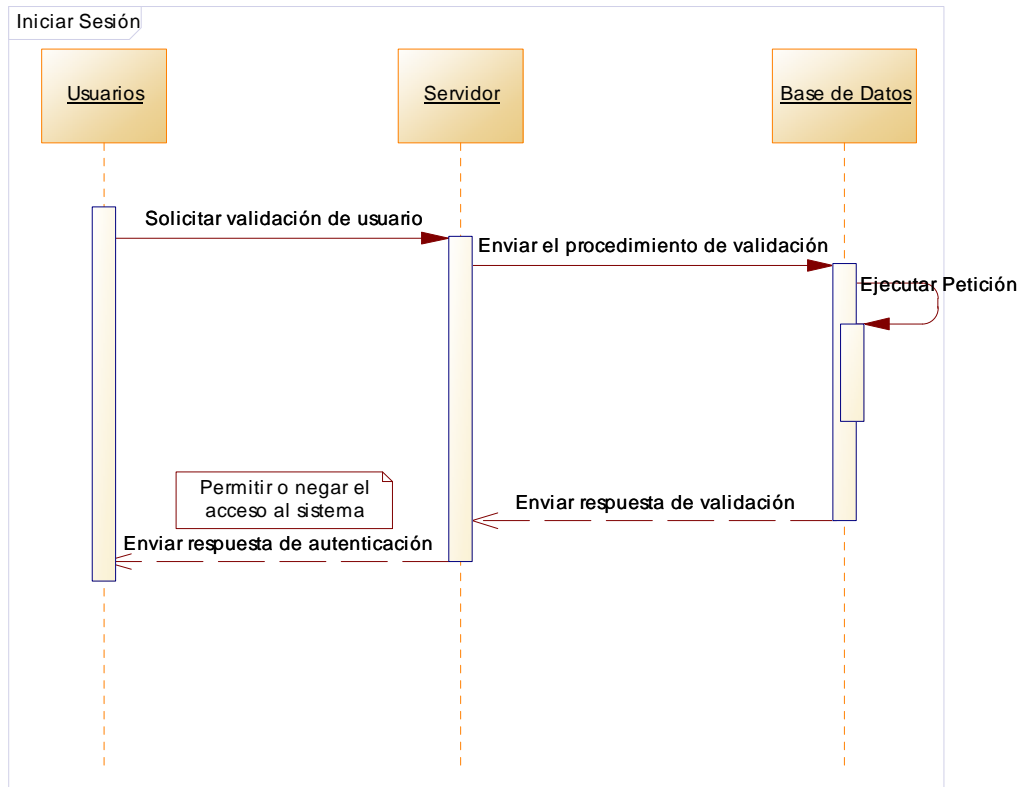 Iniciar Sesión
Usuarios
Servidor
Base de Datos
Solicitar validación de usuario
Enviar el procedimiento de validación
Ejecutar Petición
Permitir o negar el
acceso al sistema
Enviar respuesta de validación
Enviar respuesta de autenticación